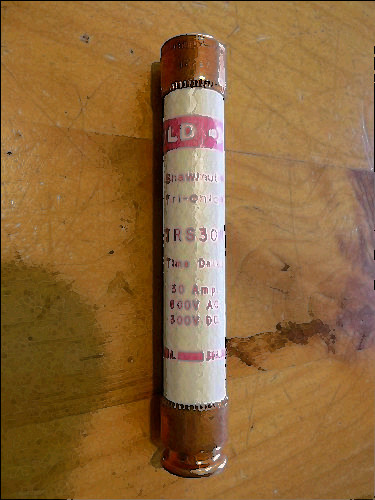 LD
Shawmut
Tri-onic
TRS30
Time Delay
30 Amp.
600V AC
300V DC